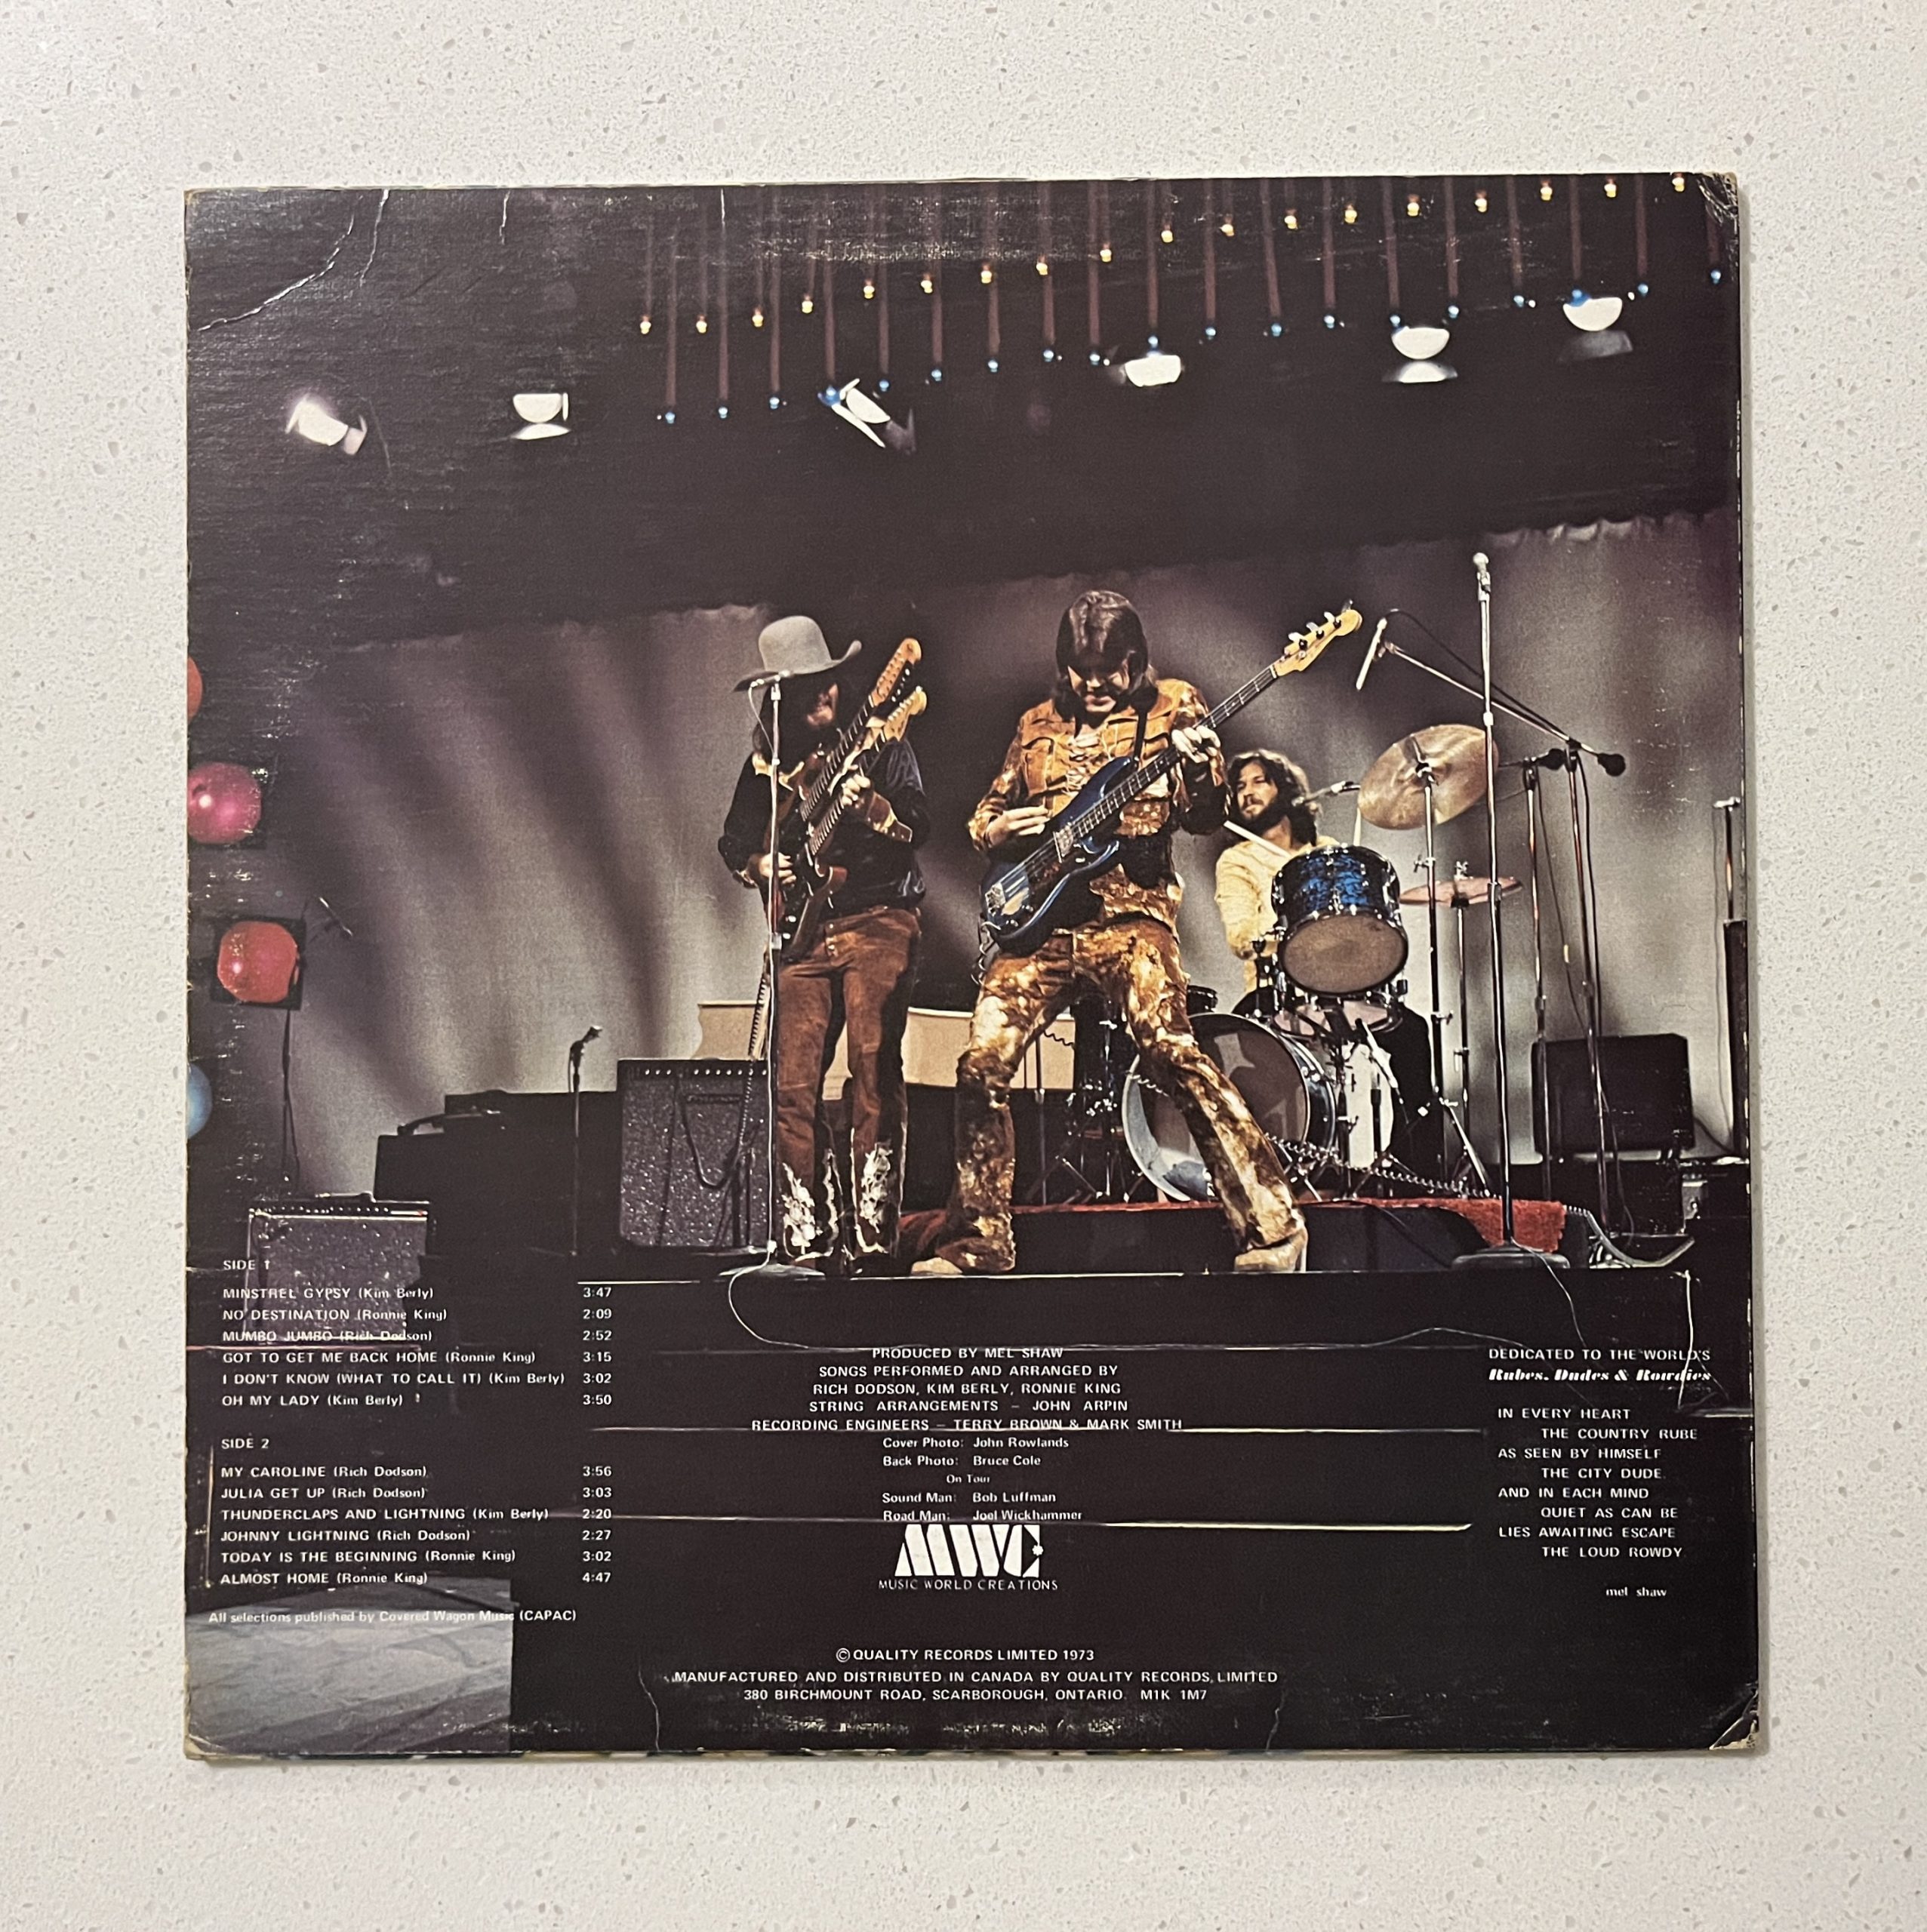 SIDE 1
MINSTREL GYPSY (Kim Berly) 3:47
NO DESTINATION (Ronnie King) 2:09
MUMBO JUMBO (Rich Dodson) 2:52
GOT TO GET ME BACK HOME (Ronnie King) 3:15
I DON'T KNOW (WHAT TO CALL IT) (Kim Berly) 3:02
OH MY LADY (Kim Berly) 3:50
SIDE 2
MY CAROLINE (Rich Dodson) 3:56
JULIA GET UP (Rich Dodson) 3:03
THUNDERCLAPS AND LIGHTNING (Kim Berly) 2:20
JOHNNY LIGHTNING (Rich Dodson) 2:27
TODAY IS THE BEGINNING (Ronnie King) 3:02
ALMOST HOME (Ronnie King) 4:47
All selections published by Covered Wagon Music (CAPAC)
PRODUCED BY MEL SHAW
SONGS PERFORMED AND ARRANGED BY
RICH DODSON, KIM BERLY, RONNIE KING
STRING ARRANGEMENTS – JOHN ARPIN
RECORDING ENGINEERS – TERRY BROWN & MARK SMITH
Cover Photo: John Rowlands
Back Photo: Bruce Cole
On Tour
Sound Man: Bob Luffman
Road Man: Joel Wickhammer
MWC
MUSIC WORLD CREATIONS
DEDICATED TO THE WORLD'S
Rubes, Dudes & Rowdies
IN EVERY HEART
THE COUNTRY RUBE
AS SEEN BY HIMSELF
THE CITY DUDE
AND IN EACH MIND
QUIET AS CAN BE
LIES AWAITING ESCAPE
THE LOUD ROWDY
mel shaw
© QUALITY RECORDS LIMITED 1973
MANUFACTURED AND DISTRIBUTED IN CANADA BY QUALITY RECORDS LIMITED
380 BIRCHMOUNT ROAD, SCARBOROUGH, ONTARIO. M1K 1M7